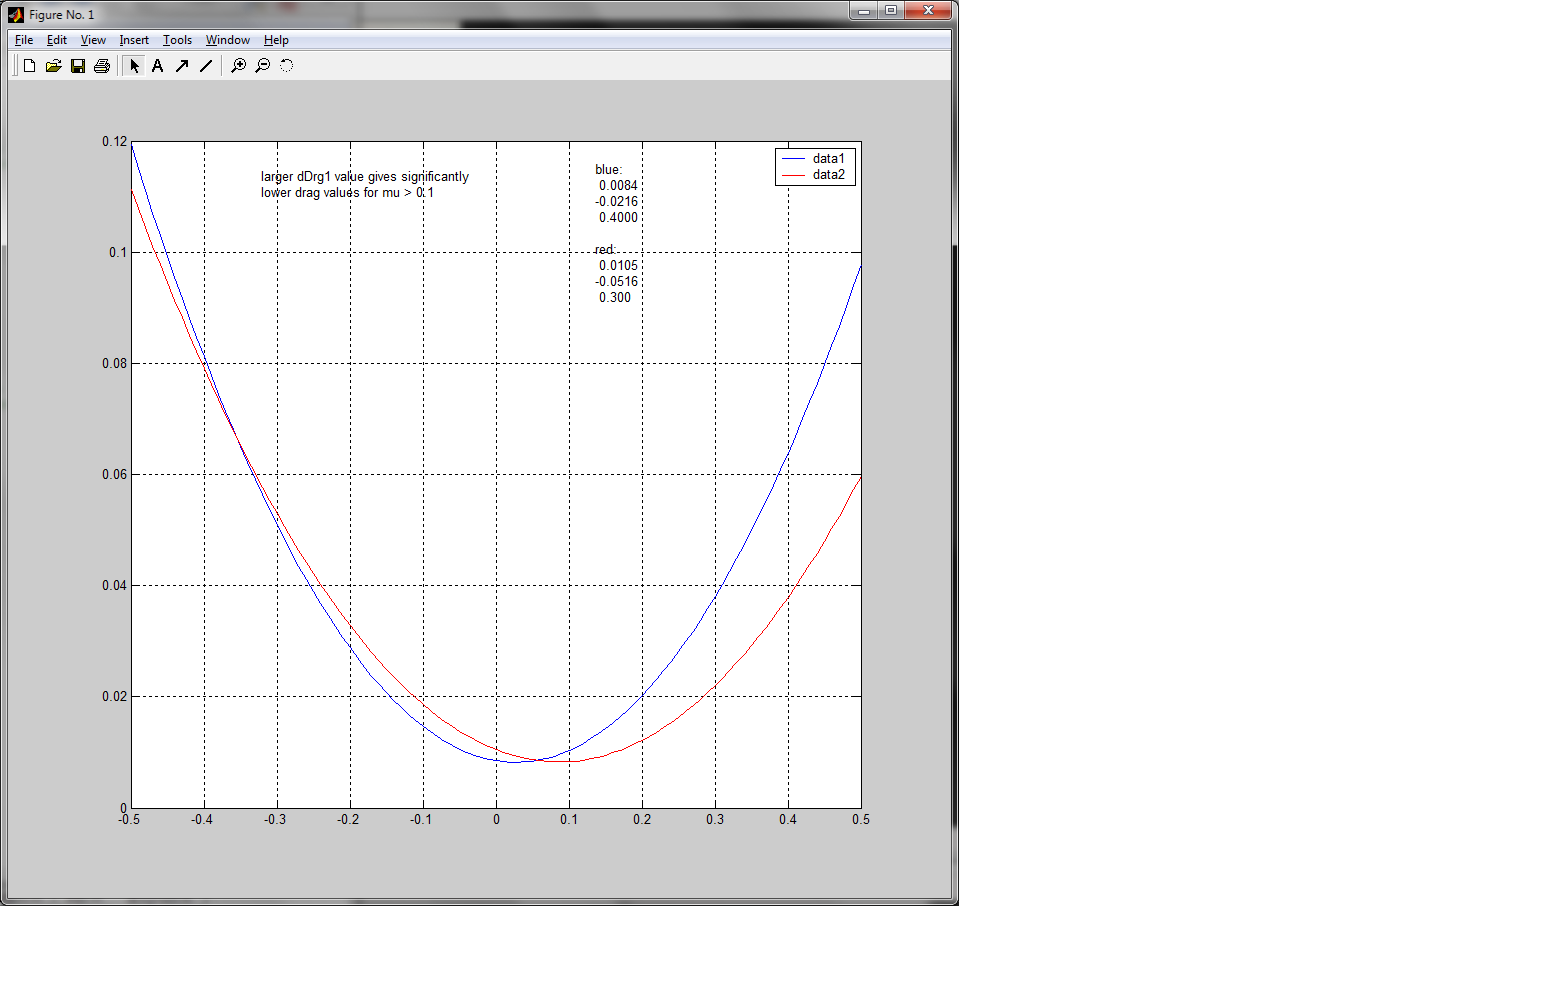 Figure No. 1
File Edit View Insert Tools Window Help
A
0.12
0.1
0.08
0.06
0.04
0.02
0
larger dDrg1 value gives significantly
lower drag values for mu > 0.1
blue:
0.0084
-0.0216
0.4000
red:
0.0105
-0.0516
0.300
data1
data2
-0.5 -0.4 -0.3 -0.2 -0.1 0 0.1 0.2 0.3 0.4 0.5